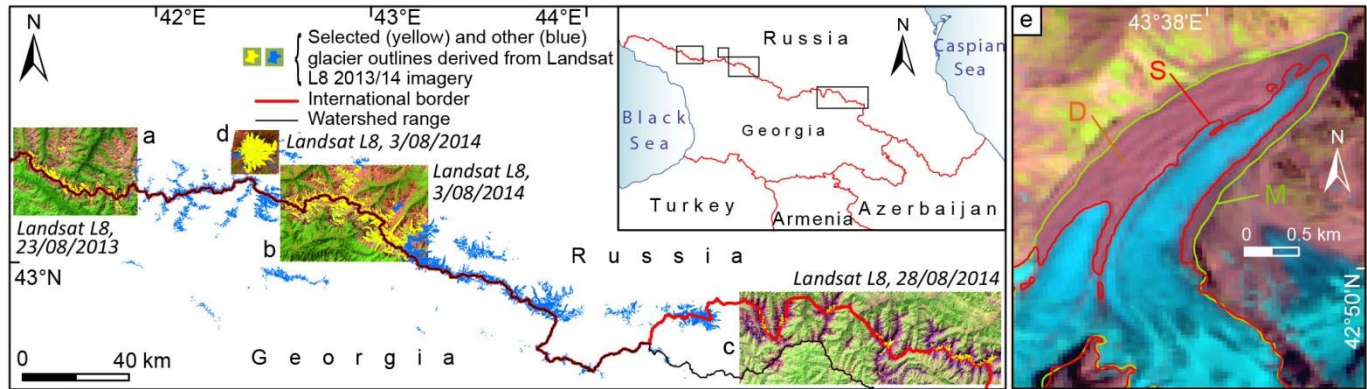 42°E
43°E
44°E
N
Selected (yellow) and other (blue)
glacier outlines derived from Landsat
L8 2013/14 imagery
International border
Watershed range
a
d
Landsat L8, 3/08/2014
Landsat L8,
3/08/2014
Landsat L8,
23/08/2013
b
43°N
Russia
Landsat L8, 28/08/2014
c
0 40 km
Georgia
N
Russia
Caspian
Sea
Black
Sea
Georgia
Turkey
Armenia
Azerbaijan
e
43°38'E
S
D
N
M
0 0.5 km
42°50'N